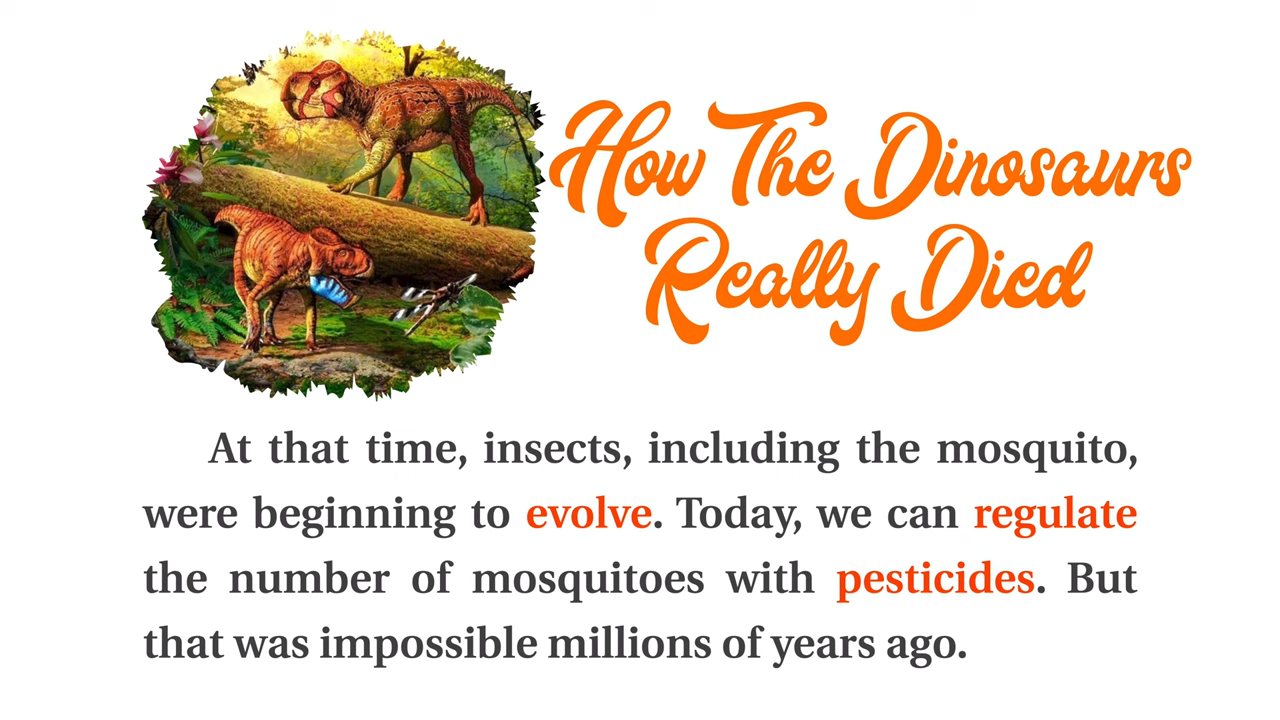 How The Dinosaurs
Really Died
At that time, insects, including the mosquito,
were beginning to evolve. Today, we can regulate
the number of mosquitoes with pesticides. But
that was impossible millions of years ago.